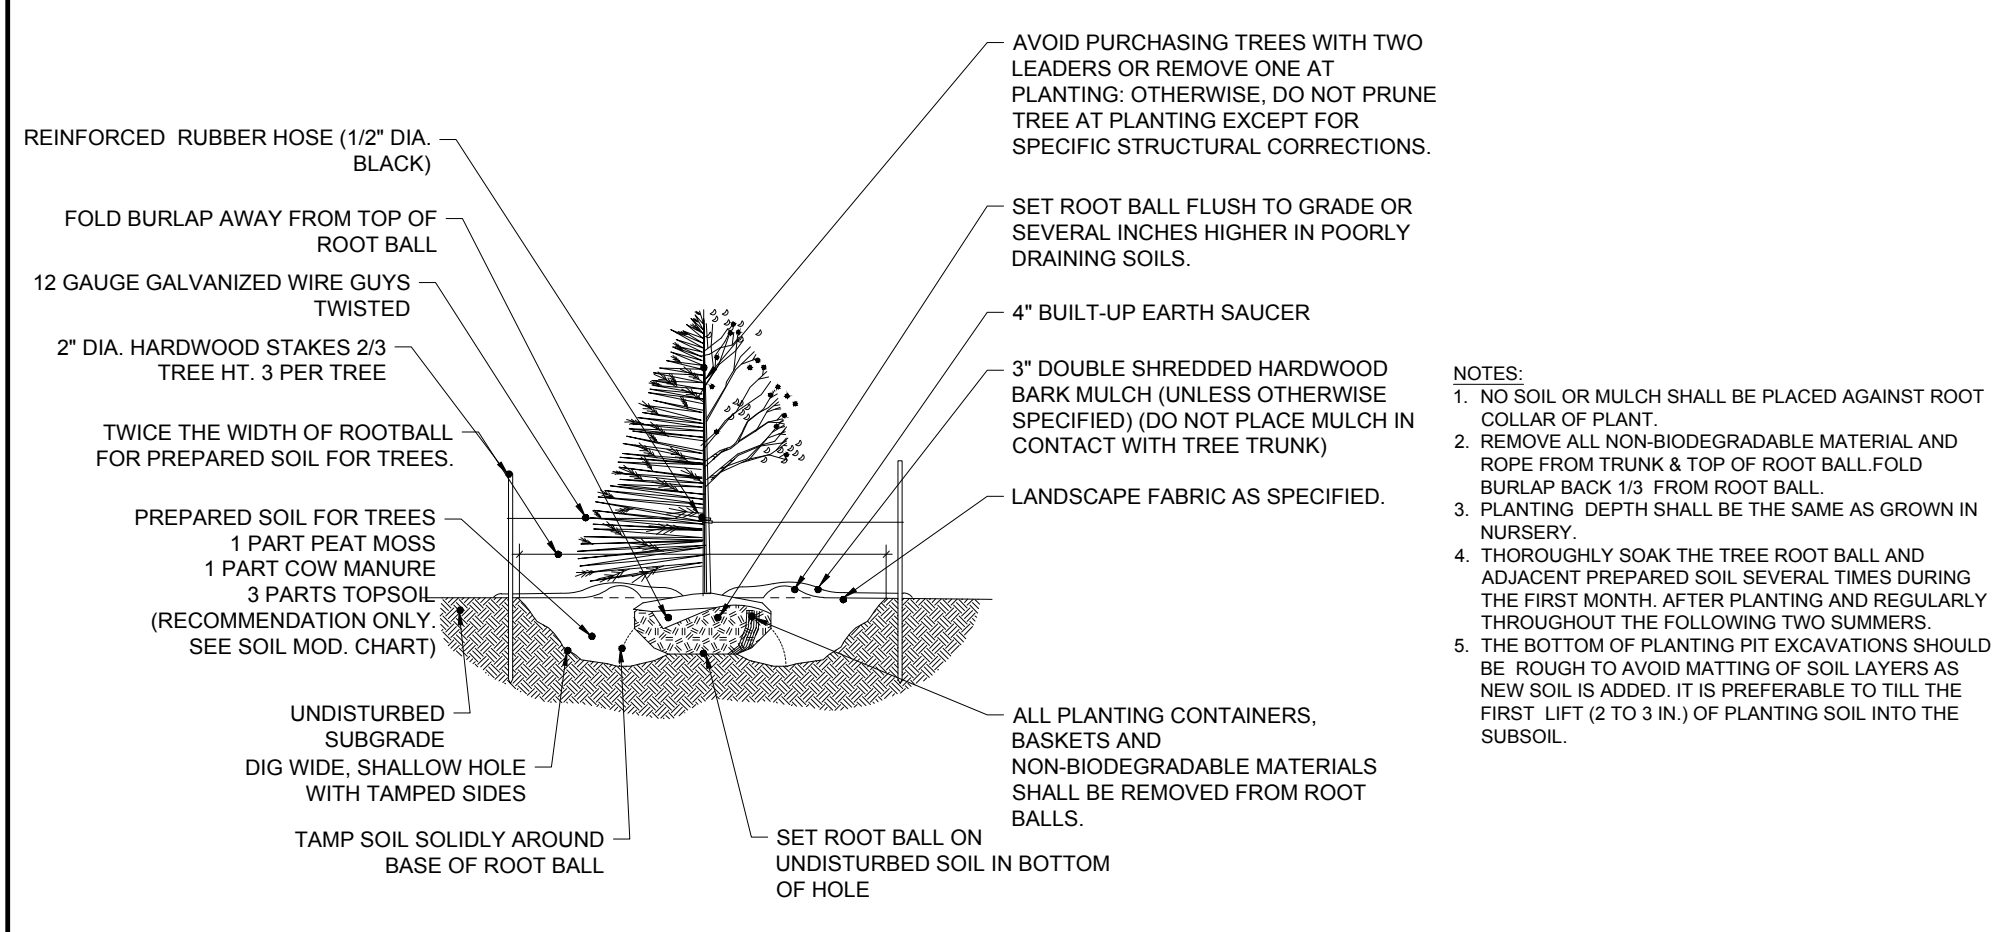 REINFORCED  RUBBER HOSE (1/2" DIA.
BLACK)
FOLD BURLAP AWAY FROM TOP OF
ROOT BALL
12 GAUGE GALVANIZED WIRE GUYS
TWISTED
2" DIA. HARDWOOD STAKES 2/3
TREE HT. 3 PER TREE
TWICE THE WIDTH OF ROOTBALL
FOR PREPARED SOIL FOR TREES.
PREPARED SOIL FOR TREES
1 PART PEAT MOSS
1 PART COW MANURE
3 PARTS TOPSOIL
(RECOMMENDATION ONLY.
SEE SOIL MOD. CHART)
UNDISTURBED
SUBGRADE
DIG WIDE, SHALLOW HOLE
WITH TAMPED SIDES
TAMP SOIL SOLIDLY AROUND
BASE OF ROOT BALL
AVOID PURCHASING TREES WITH TWO
LEADERS OR REMOVE ONE AT
PLANTING: OTHERWISE, DO NOT PRUNE
TREE AT PLANTING EXCEPT FOR
SPECIFIC STRUCTURAL CORRECTIONS.
SET ROOT BALL FLUSH TO GRADE OR
SEVERAL INCHES HIGHER IN POORLY
DRAINING SOILS.
4" BUILT-UP EARTH SAUCER
3" DOUBLE SHREDDED HARDWOOD
BARK MULCH (UNLESS OTHERWISE
SPECIFIED) (DO NOT PLACE MULCH IN
CONTACT WITH TREE TRUNK)
LANDSCAPE FABRIC AS SPECIFIED.
ALL PLANTING CONTAINERS,
BASKETS AND
NON-BIODEGRADABLE MATERIALS
SHALL BE REMOVED FROM ROOT
BALLS.
SET ROOT BALL ON
UNDISTURBED SOIL IN BOTTOM
OF HOLE
NOTES:
1. NO SOIL OR MULCH SHALL BE PLACED AGAINST ROOT
COLLAR OF PLANT.
2. REMOVE ALL NON-BIODEGRADABLE MATERIAL AND
ROPE FROM TRUNK & TOP OF ROOT BALL.FOLD
BURLAP BACK 1/3  FROM ROOT BALL.
3. PLANTING  DEPTH SHALL BE THE SAME AS GROWN IN
NURSERY.
4. THOROUGHLY SOAK THE TREE ROOT BALL AND
ADJACENT PREPARED SOIL SEVERAL TIMES DURING
THE FIRST MONTH. AFTER PLANTING AND REGULARLY
THROUGHOUT THE FOLLOWING TWO SUMMERS.
5. THE BOTTOM OF PLANTING PIT EXCAVATIONS SHOULD
BE  ROUGH TO AVOID MATTING OF SOIL LAYERS AS
NEW SOIL IS ADDED. IT IS PREFERABLE TO TILL THE
FIRST  LIFT (2 TO 3 IN.) OF PLANTING SOIL INTO THE
SUBSOIL.